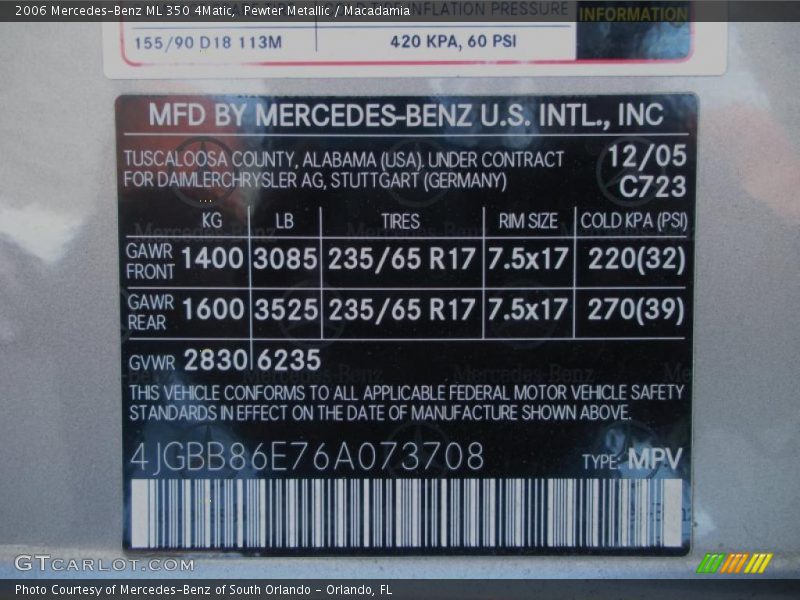 2006 Mercedes-Benz ML 350 4Matic, Pewter Metallic / Macadamia
INFLATION PRESSURE
INFORMATION
155/90 D18 113M 420 KPA, 60 PSI
MFD BY MERCEDES-BENZ U.S. INTL., INC
TUSCALOOSA COUNTY, ALABAMA (USA). UNDER CONTRACT
FOR DAIMLERCHRYSLER AG, STUTTGART (GERMANY)
12/05
C723
KG LB TIRES RIM SIZE COLD KPA (PSI)
GAWR FRONT 1400 3085 235/65 R17 7.5x17 220(32)
GAWR REAR 1600 3525 235/65 R17 7.5x17 270(39)
GVWR 2830 6235
THIS VEHICLE CONFORMS TO ALL APPLICABLE FEDERAL MOTOR VEHICLE SAFETY
STANDARDS IN EFFECT ON THE DATE OF MANUFACTURE SHOWN ABOVE.
4JGBB86E76A073708 TYPE: MPV
GTCARLOT.COM
Photo Courtesy of Mercedes-Benz of South Orlando - Orlando, FL